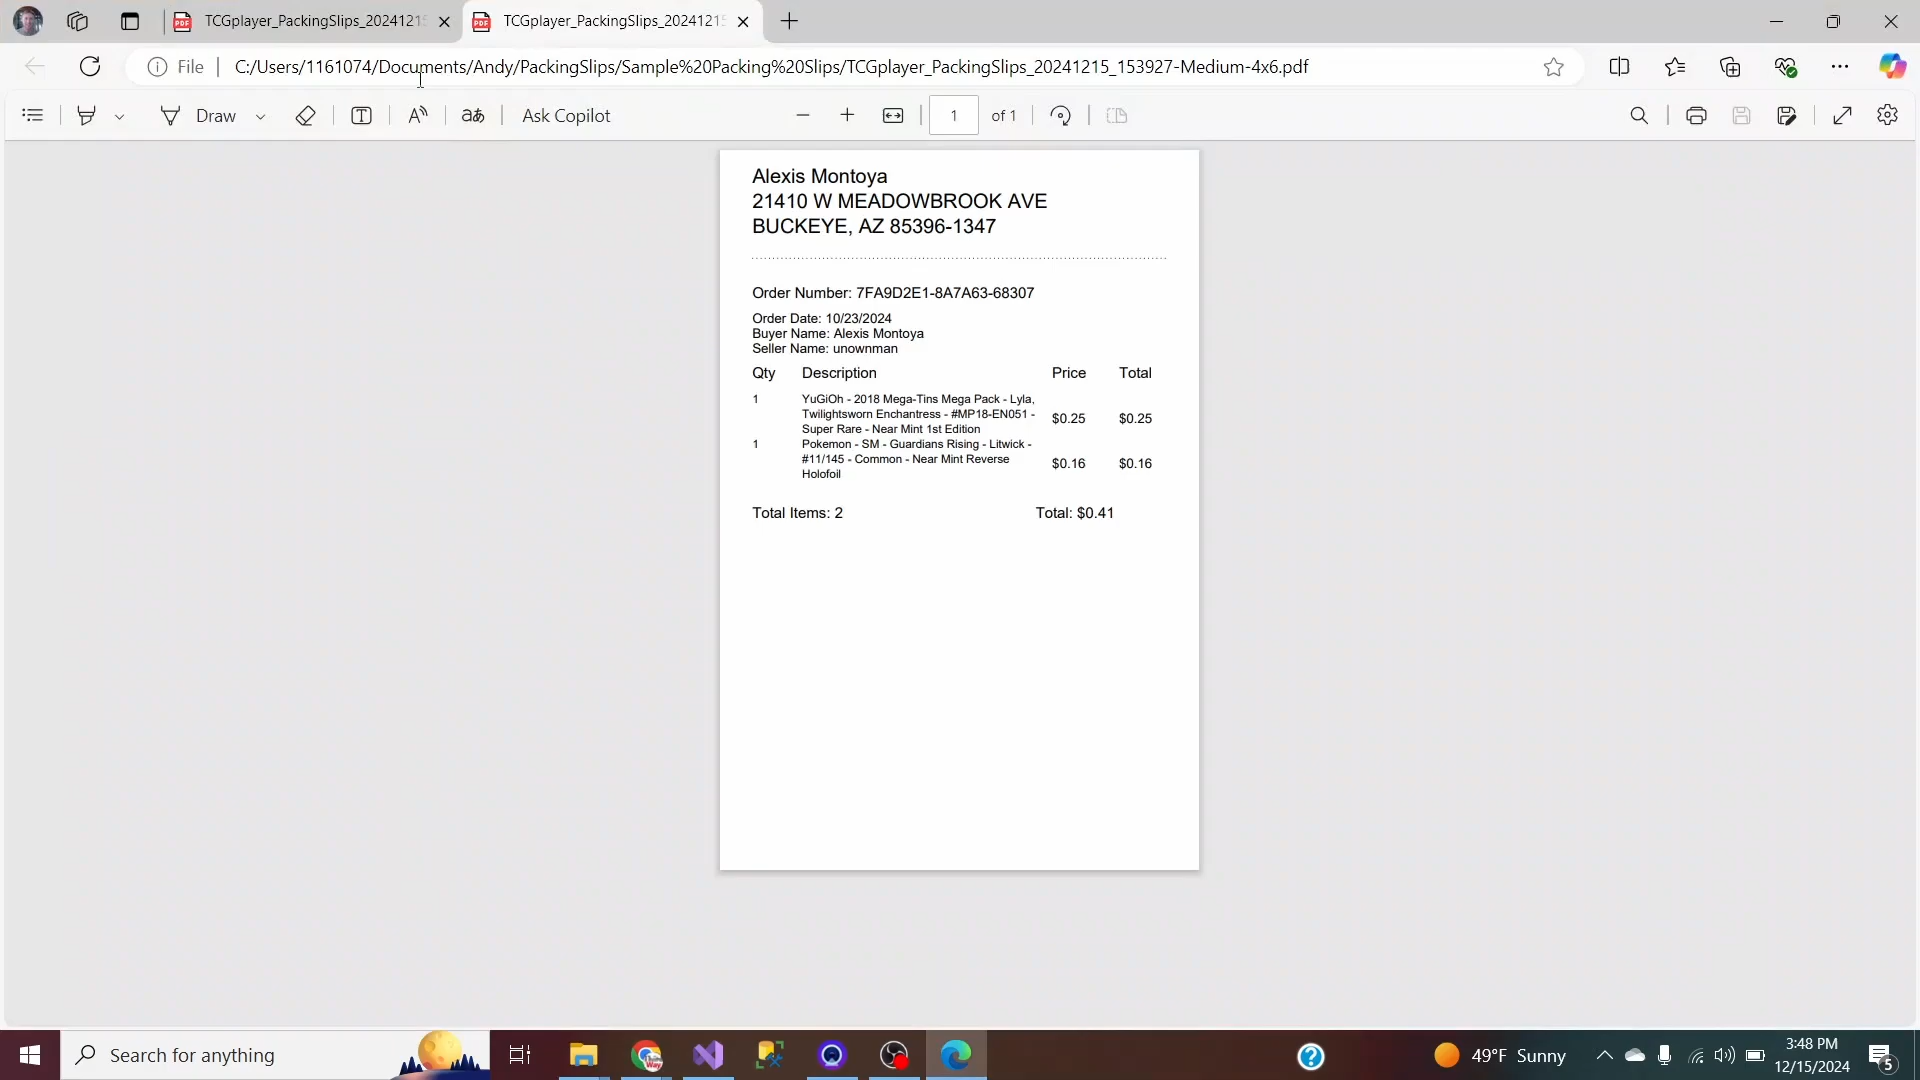 TCGplayer_PackingSlips_2024121
TCGplayer_PackingSlips_2024121
File
C:/Users/1161074/Documents/Andy/PackingSlips/Sample%20Packing%20Slips/TCGplayer_PackingSlips_20241215_153927-Medium-4x6.pdf
Draw
Ask Copilot
1 of 1
Alexis Montoya
21410 W MEADOWBROOK AVE
BUCKEYE, AZ 85396-1347
Order Number: 7FA9D2E1-8A7A63-68307
Order Date: 10/23/2024
Buyer Name: Alexis Montoya
Seller Name: unownman
Qty Description Price Total
1 YuGiOh - 2018 Mega-Tins Mega Pack - Lyla,
Twilightsworn Enchantress - #MP18-EN051 - $0.25 $0.25
Super Rare - Near Mint 1st Edition
1 Pokemon - SM - Guardians Rising - Litwick -
#11/145 - Common - Near Mint Reverse $0.16 $0.16
Holofoil
Total Items: 2 Total: $0.41
Search for anything
49°F Sunny
3:48 PM
12/15/2024
5